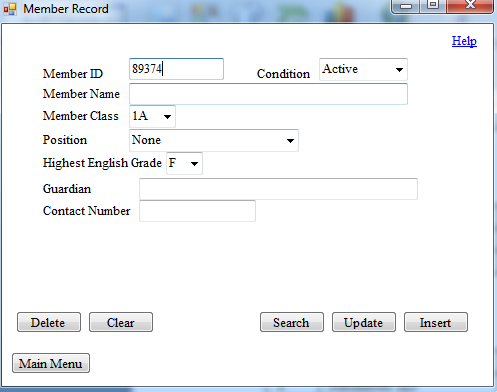 Member Record
Help
Member ID 89374 Condition Active
Member Name
Member Class 1A
Position None
Highest English Grade F
Guardian
Contact Number
Delete Clear Search Update Insert
Main Menu